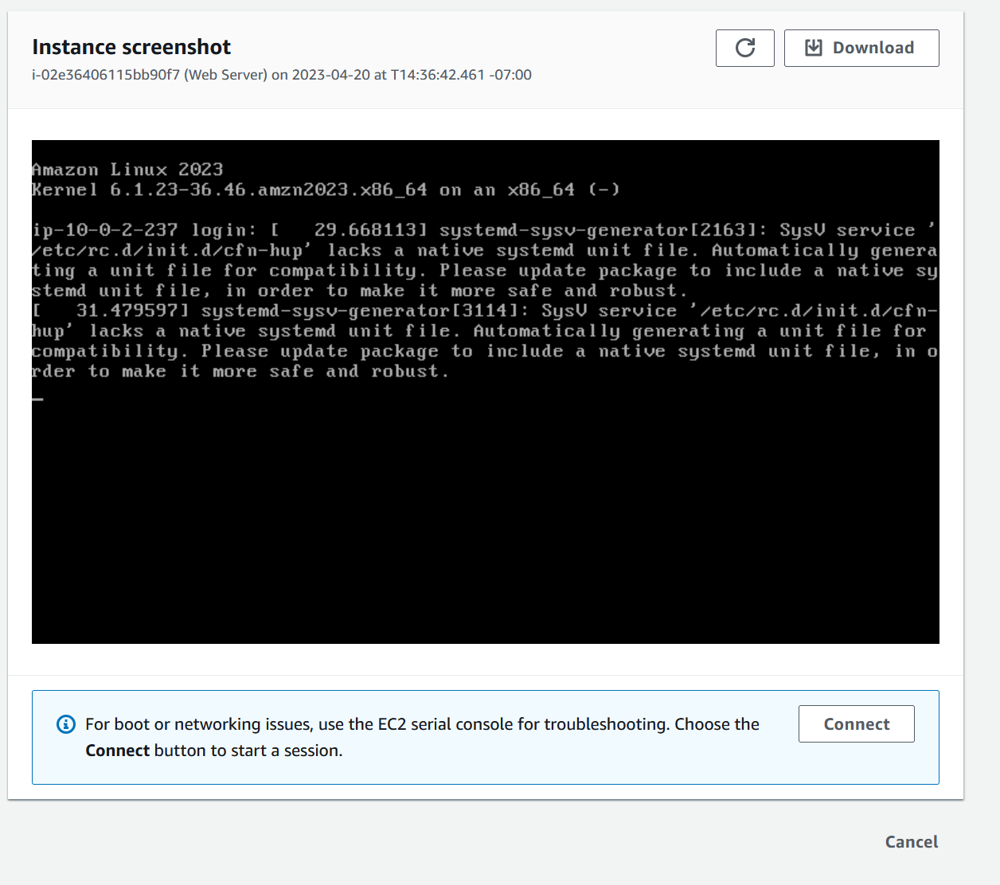 Instance screenshot
Download
i-02e36406115bb90f7 (Web Server) on 2023-04-20 at T14:36:42.461 -07:00
Amazon Linux 2023
Kernel 6.1.23-36.46.amzn2023.x86_64 on an x86_64 (-)
ip-10-0-2-237 login: [   29.668113] systemd-sysv-generator[2163]: SysV service '
/etc/rc.d/init.d/cfn-hup' lacks a native systemd unit file. Automatically genera
ting a unit file for compatibility. Please update package to include a native sy
stemd unit file, in order to make it more safe and robust.
[   31.479597] systemd-sysv-generator[3114]: SysV service '/etc/rc.d/init.d/cfn-
hup' lacks a native systemd unit file. Automatically generating a unit file for
compatibility. Please update package to include a native systemd unit file, in o
rder to make it more safe and robust.
_
For boot or networking issues, use the EC2 serial console for troubleshooting. Choose the
Connect button to start a session.
Connect
Cancel